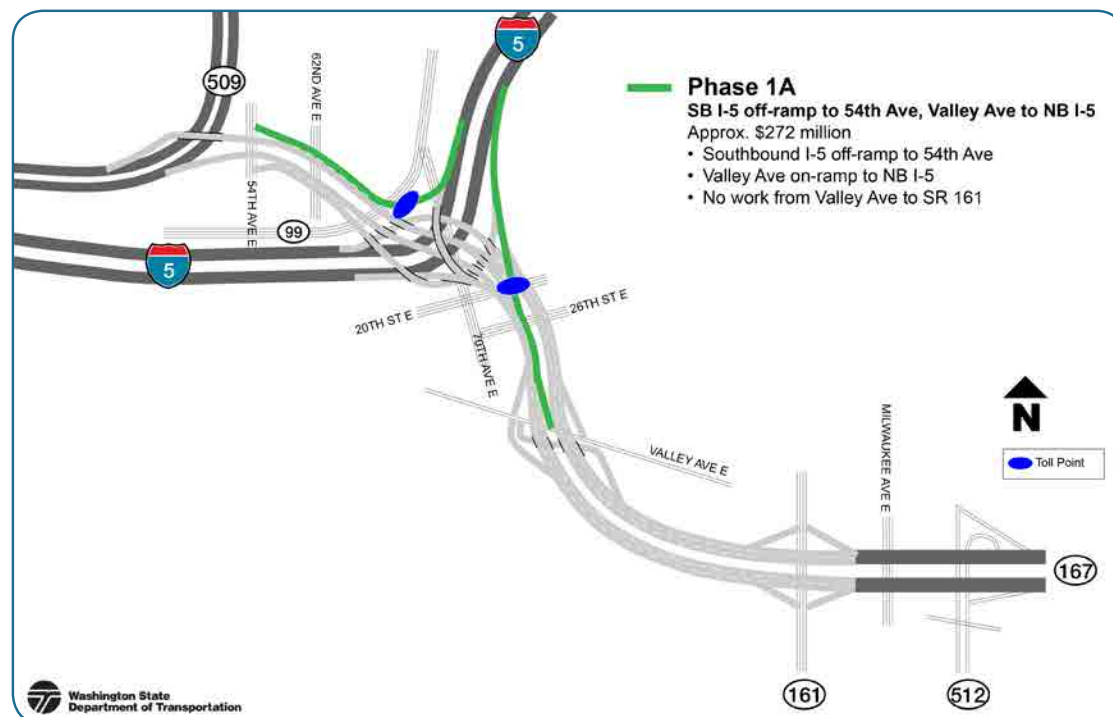 5
509
62ND AVE E
Phase 1A
SB I-5 off-ramp to 54th Ave, Valley Ave to NB I-5
Approx. $272 million
• Southbound I-5 off-ramp to 54th Ave
• Valley Ave on-ramp to NB I-5
• No work from Valley Ave to SR 161
54TH AVE E
99
5
20TH ST E
26TH ST E
70TH AVE E
N
Toll Point
MILWAUKEE AVE E
VALLEY AVE E
167
161
512
Washington State
Department of Transportation